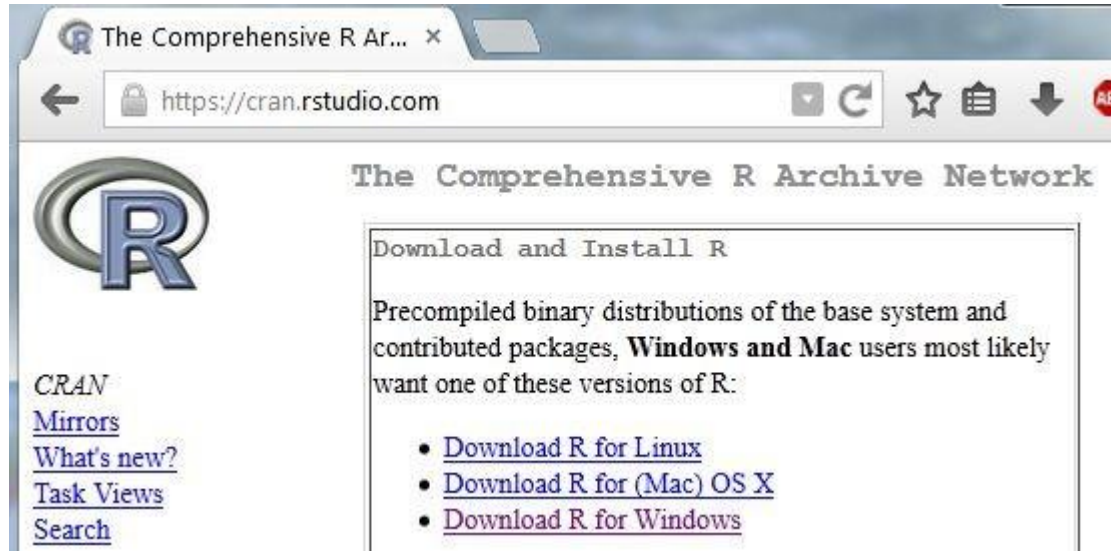 The Comprehensive R Ar...
https://cran.rstudio.com
R
The Comprehensive R Archive Network
Download and Install R
Precompiled binary distributions of the base system and
contributed packages, Windows and Mac users most likely
want one of these versions of R:
Download R for Linux
Download R for (Mac) OS X
Download R for Windows
CRAN
Mirrors
What's new?
Task Views
Search